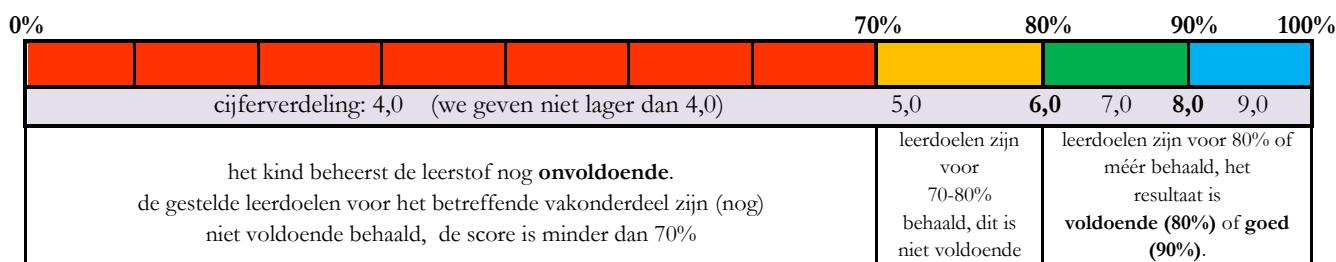 0% 70% 80% 90% 100%
cijferverdeling: 4,0 (we geven niet lager dan 4,0) 5,0 6,0 7,0 8,0 9,0
het kind beheerst de leerstof nog onvoldoende.
de gestelde leerdoelen voor het betreffende vakonderdeel zijn (nog)
niet voldoende behaald, de score is minder dan 70%
leerdoelen zijn
voor
70-80%
behaald, dit is
niet voldoende
leerdoelen zijn voor 80% of
méér behaald, het
resultaat is
voldoende (80%) of goed
(90%).